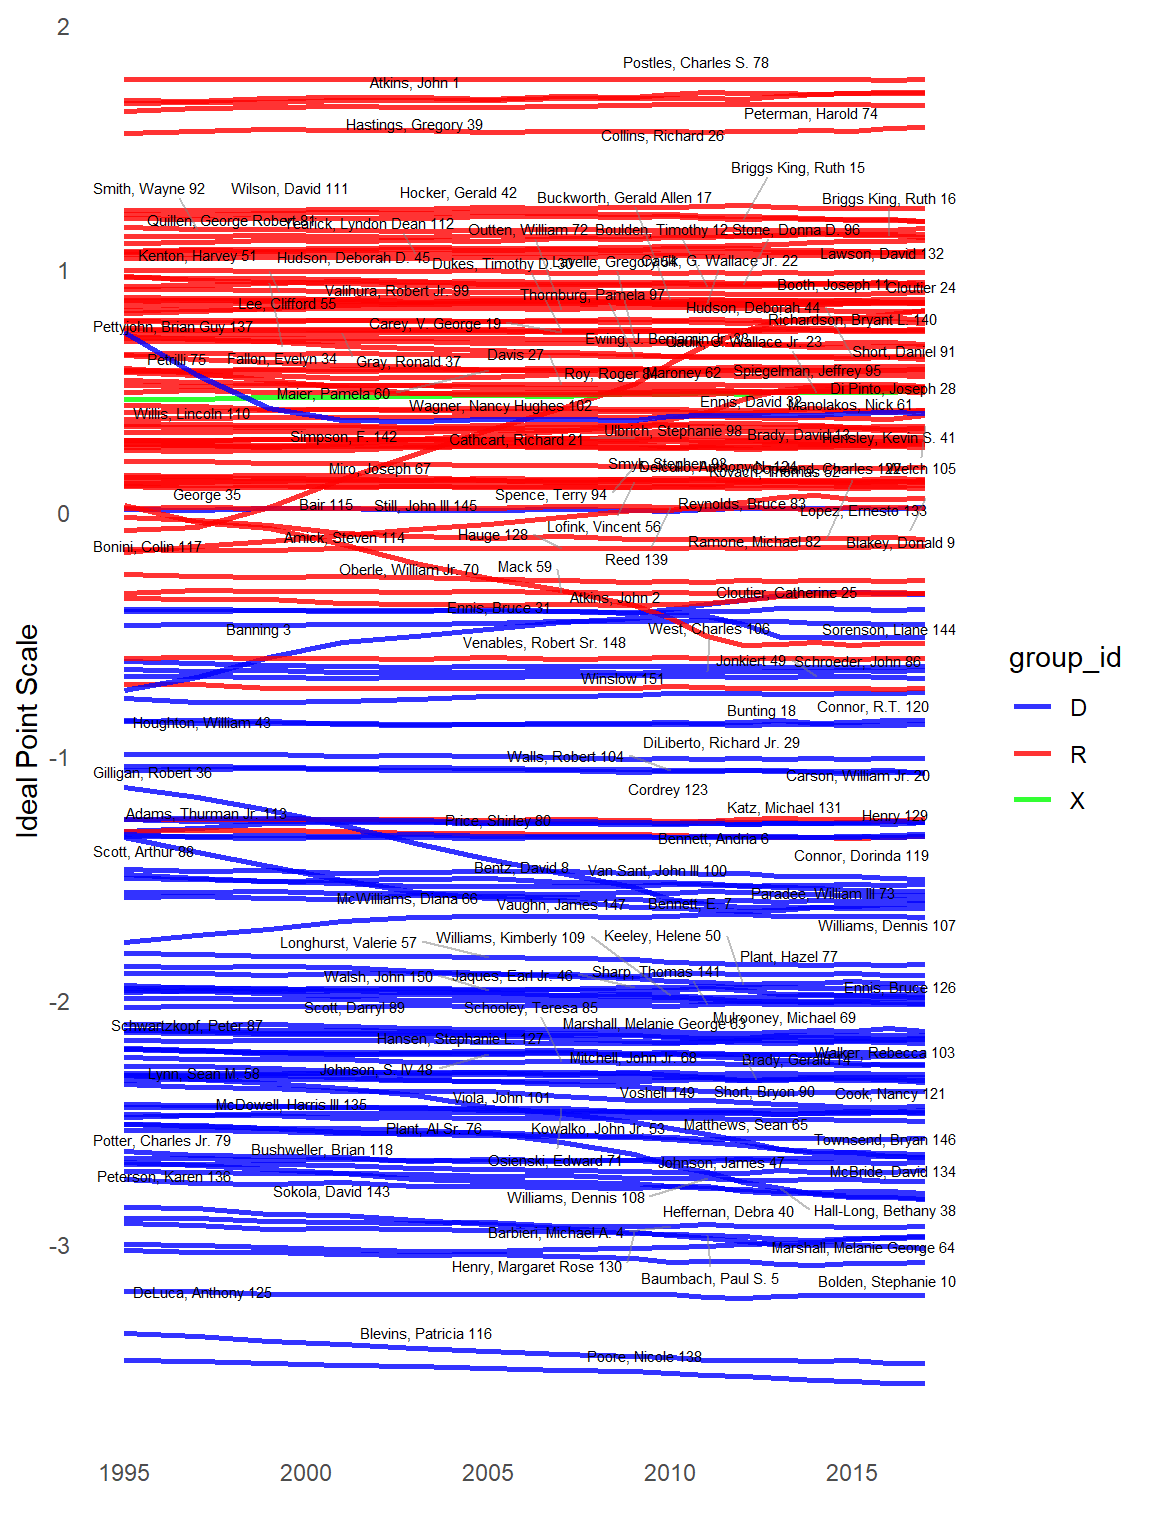 2
Postles, Charles S. 78
Atkins, John 1
Peterman, Harold 74
Hastings, Gregory 39
Collins, Richard 26
Briggs King, Ruth 15
Smith, Wayne 92
Wilson, David 111
Hocker, Gerald 42
Buckworth, Gerald Allen 17
Briggs King, Ruth 16
Quillen, George Robert 81
Yearick, Lyndon Dean 112
Outten, William 72
Boulden, Timothy 12
Stone, Donna D. 96
Kenton, Harvey 51
Hudson, Deborah D. 45
Dukes, Timothy D. 30
Lavelle, Gregory 54
Caulk, G. Wallace Jr. 22
Lawson, David 132
1
Valihura, Robert Jr. 99
Thornburg, Pamela 97
Booth, Joseph 11
Cloutier 24
Lee, Clifford 55
Hudson, Deborah 44
Pettyjohn, Brian Guy 137
Carey, V. George 19
Richardson, Bryant L. 140
Ewing, J. Benjamin Jr. 33
Caulk, G. Wallace Jr. 23
Petrilli 75
Fallon, Evelyn 34
Gray, Ronald 37
Davis 27
Short, Daniel 91
Roy, Roger 84
Maroney 62
Spiegelman, Jeffrey 95
Maier, Pamela 60
Di Pinto, Joseph 28
Willis, Lincoln 110
Wagner, Nancy Hughes 102
Ennis, David 32
Manolakos, Nick 61
Simpson, F. 142
Cathcart, Richard 21
Ulbrich, Stephanie 98
Brady, David 13
Hensley, Kevin S. 41
Miro, Joseph 67
Smyk, Stephen 93
Kovach, Thomas 52
Welch 105
George 35
Bair 115
Still, John III 145
Spence, Terry 94
Reynolds, Bruce 83
Lopez, Ernesto 133
0
Lofink, Vincent 56
Bonini, Colin 117
Amick, Steven 114
Hauge 128
Reed 139
Ramone, Michael 82
Blakey, Donald 9
Oberle, William Jr. 70
Mack 59
Atkins, John 2
Cloutier, Catherine 25
Ennis, Bruce 31
Banning 3
Venables, Robert Sr. 148
West, Charles 106
Sorenson, Liane 144
Jonkiert 49
Schroeder, John 86
Winslow 151
Houghton, William 43
Bunting 18
Connor, R.T. 120
DiLiberto, Richard Jr. 29
-1
Walls, Robert 104
Gilligan, Robert 36
Carson, William Jr. 20
Cordrey 123
Adams, Thurman Jr. 113
Price, Shirley 80
Katz, Michael 131
Henry 129
Bennett, Andria 6
Scott, Arthur 88
Connor, Dorinda 119
Bentz, David 8
Van Sant, John III 100
McWilliams, Diana 66
Vaughn, James 147
Bennett, E. 7
Paradee, William III 73
Williams, Dennis 107
Longhurst, Valerie 57
Williams, Kimberly 109
Keeley, Helene 50
Plant, Hazel 77
Walsh, John 150
Jaques, Earl Jr. 46
Sharp, Thomas 141
Ennis, Bruce 126
-2
Scott, Darryl 89
Schooley, Teresa 85
Mulrooney, Michael 69
Schwartzkopf, Peter 87
Marshall, Melanie George 63
Hansen, Stephanie L. 127
Mitchell, John Jr. 68
Brady, Gerald 14
Walker, Rebecca 103
Lynn, Sean M. 58
Johnson, S. IV 48
McDowell, Harris III 135
Viola, John 101
Voshell 149
Short, Bryon 90
Cook, Nancy 121
Potter, Charles Jr. 79
Plant, Al Sr. 76
Kowalko, John Jr. 53
Matthews, Sean 65
Townsend, Bryan 146
Bushweller, Brian 118
Osienski, Edward 71
Johnson, James 47
McBride, David 134
Peterson, Karen 136
Sokola, David 143
Williams, Dennis 108
Heffernan, Debra 40
Hall-Long, Bethany 38
Barbieri, Michael A. 4
-3
Marshall, Melanie George 64
Henry, Margaret Rose 130
Baumbach, Paul S. 5
Bolden, Stephanie 10
DeLuca, Anthony 125
Blevins, Patricia 116
Poore, Nicole 138
1995
2000
2005
2010
2015
Ideal Point Scale
group_id
D
R
X